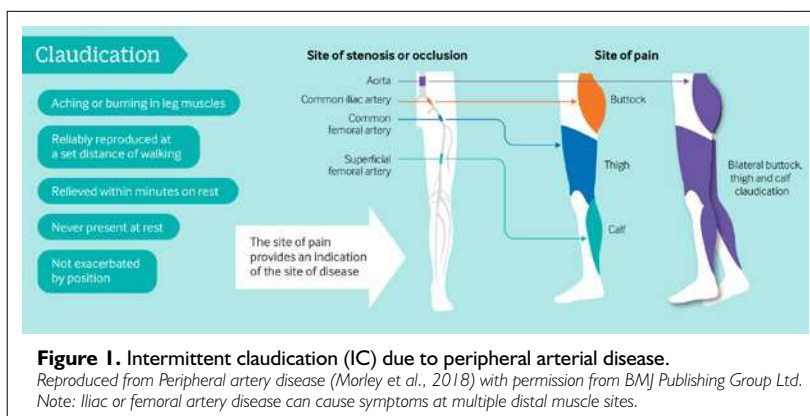 Claudication
Aching or burning in leg muscles
Reliably reproduced at
a set distance of walking
Relieved within minutes on rest
Never present at rest
Not exacerbated
by position
The site of pain
provides an indication
of the site of disease
Site of stenosis or occlusion
Aorta
Common iliac artery
Common
femoral artery
Superficial
femoral artery
Site of pain
Buttock
Thigh
Calf
Bilateral buttock,
thigh and calf
claudication
Figure 1. Intermittent claudication (IC) due to peripheral arterial disease.
Reproduced from Peripheral artery disease (Morley et al., 2018) with permission from BMJ Publishing Group Ltd.
Note: Iliac or femoral artery disease can cause symptoms at multiple distal muscle sites.